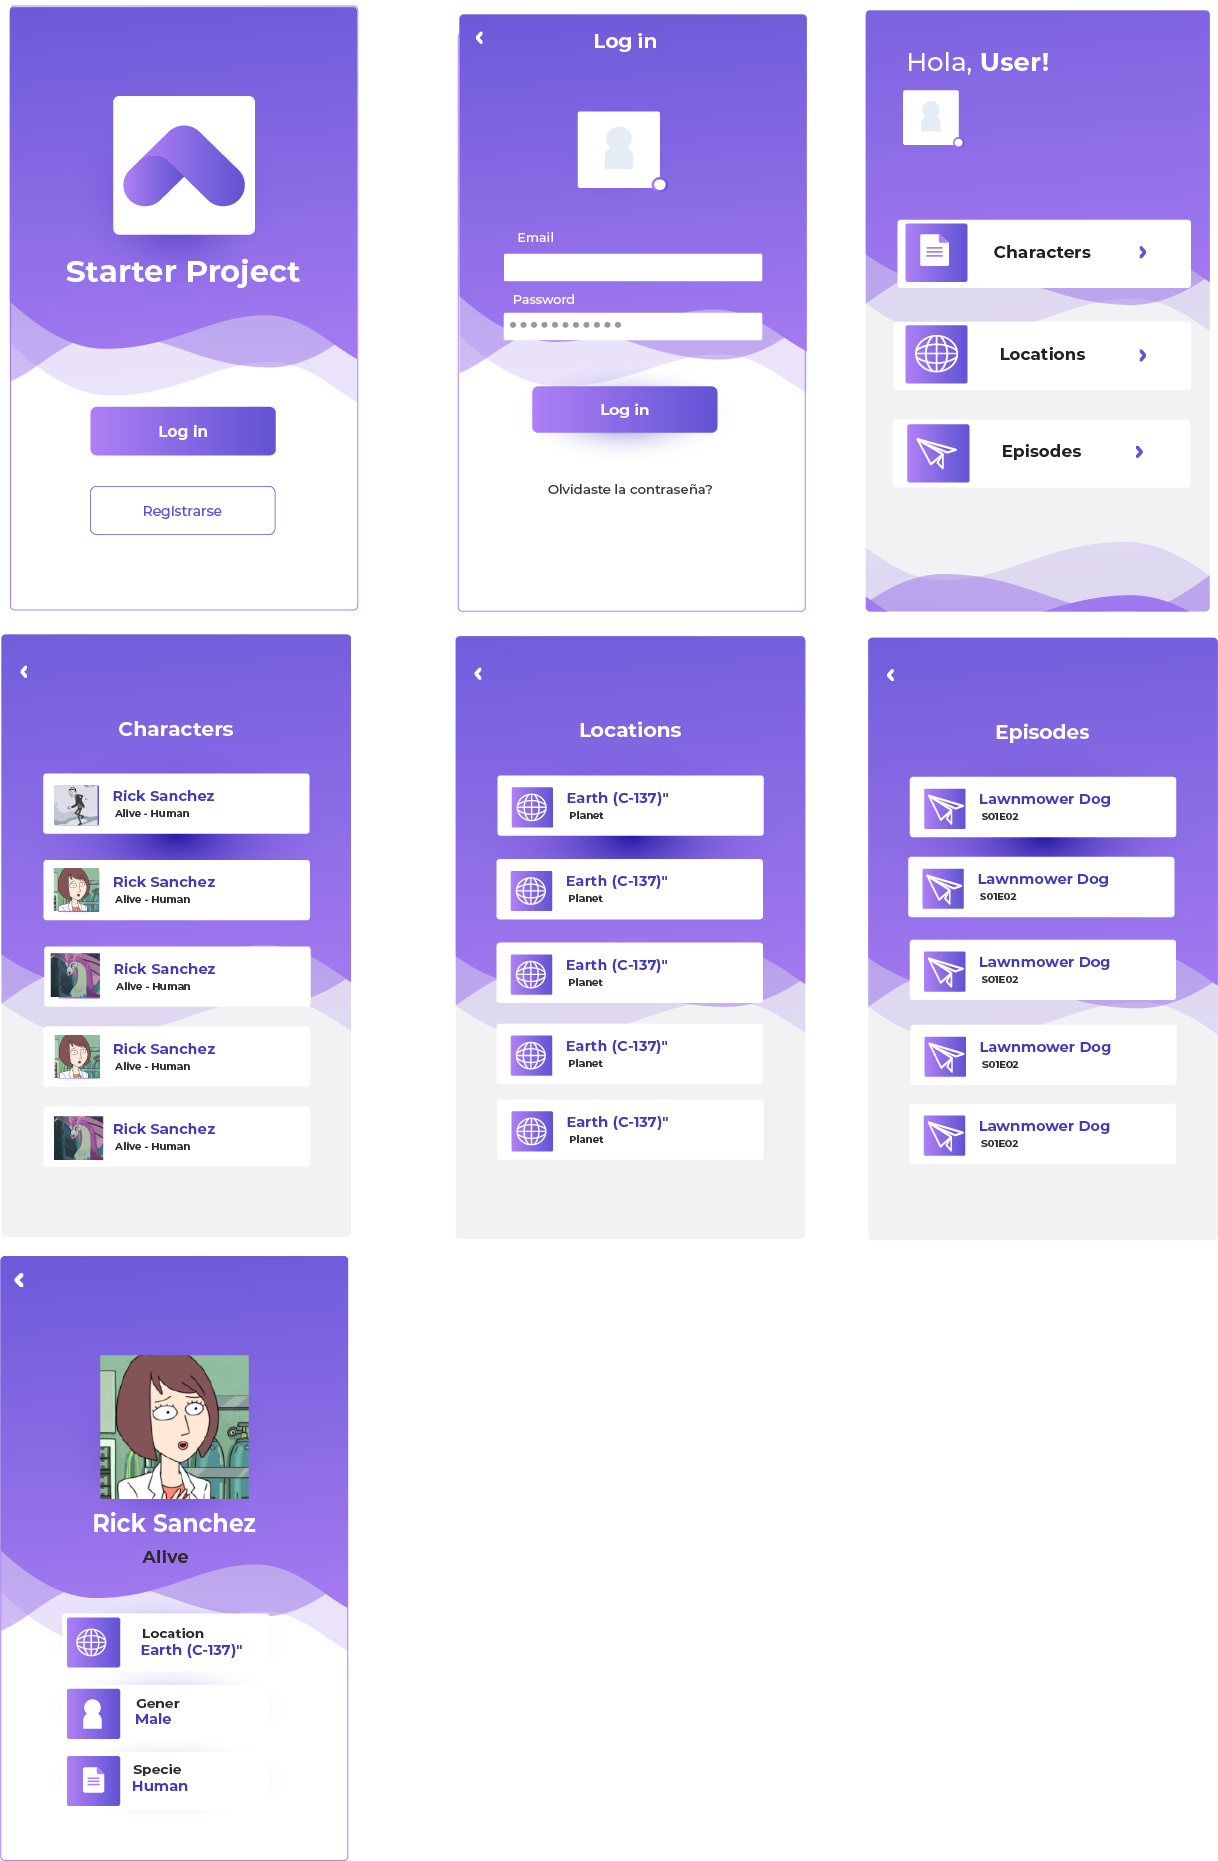 Starter Project
Log in
Registrarse
Log in
Email
Password
Log in
Olvidaste la contraseña?
Hola, User!
Characters
Locations
Episodes
Characters
Rick Sanchez
Alive - Human
Rick Sanchez
Alive - Human
Rick Sanchez
Alive - Human
Rick Sanchez
Alive - Human
Rick Sanchez
Alive - Human
Locations
Earth (C-137)"
Planet
Earth (C-137)"
Planet
Earth (C-137)"
Planet
Earth (C-137)"
Planet
Earth (C-137)"
Planet
Episodes
Lawnmower Dog
S01E02
Lawnmower Dog
S01E02
Lawnmower Dog
S01E02
Lawnmower Dog
S01E02
Lawnmower Dog
S01E02
Rick Sanchez
Alive
Location
Earth (C-137)"
Gener
Male
Specie
Human